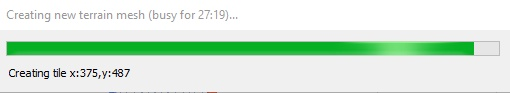 Creating new terrain mesh (busy for 27:19)...
Creating tile x:375,y:487